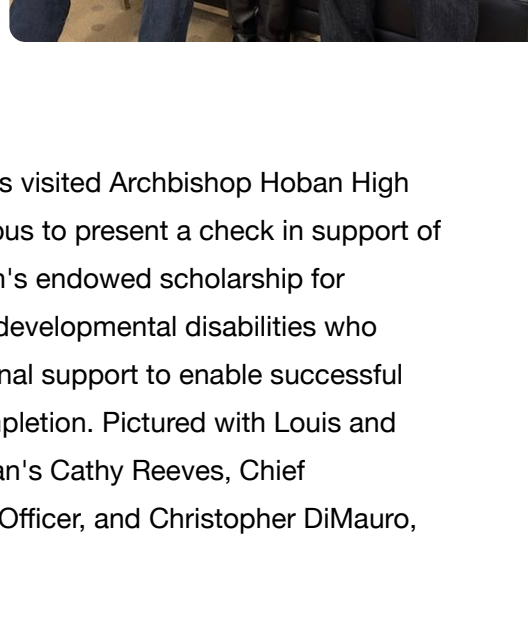 s visited Archbishop Hoban High
ous to present a check in support of
n's endowed scholarship for
developmental disabilities who
nal support to enable successful
pletion. Pictured with Louis and
an's Cathy Reeves, Chief
Officer, and Christopher DiMauro,